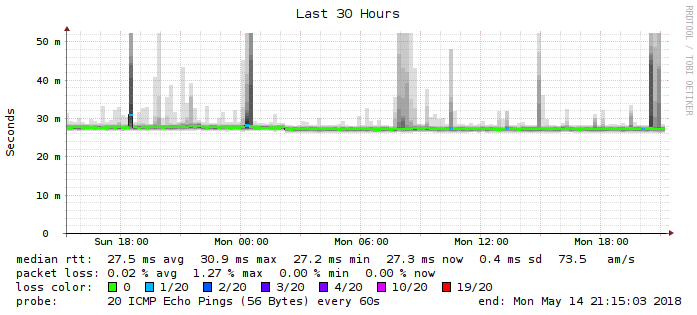 Last 30 Hours
RRDTOOL / TOBI OETIKER
Seconds
50 m
40 m
30 m
20 m
10 m
0
Sun 18:00 Mon 00:00 Mon 06:00 Mon 12:00 Mon 18:00
median rtt: 27.5 ms avg 30.9 ms max 27.2 ms min 27.3 ms now 0.4 ms sd 73.5 am/s
packet loss: 0.02 % avg 1.27 % max 0.00 % min 0.00 % now
loss color: 0 1/20 2/20 3/20 4/20 10/20 19/20
probe: 20 ICMP Echo Pings (56 Bytes) every 60s end: Mon May 14 21:15:03 2018